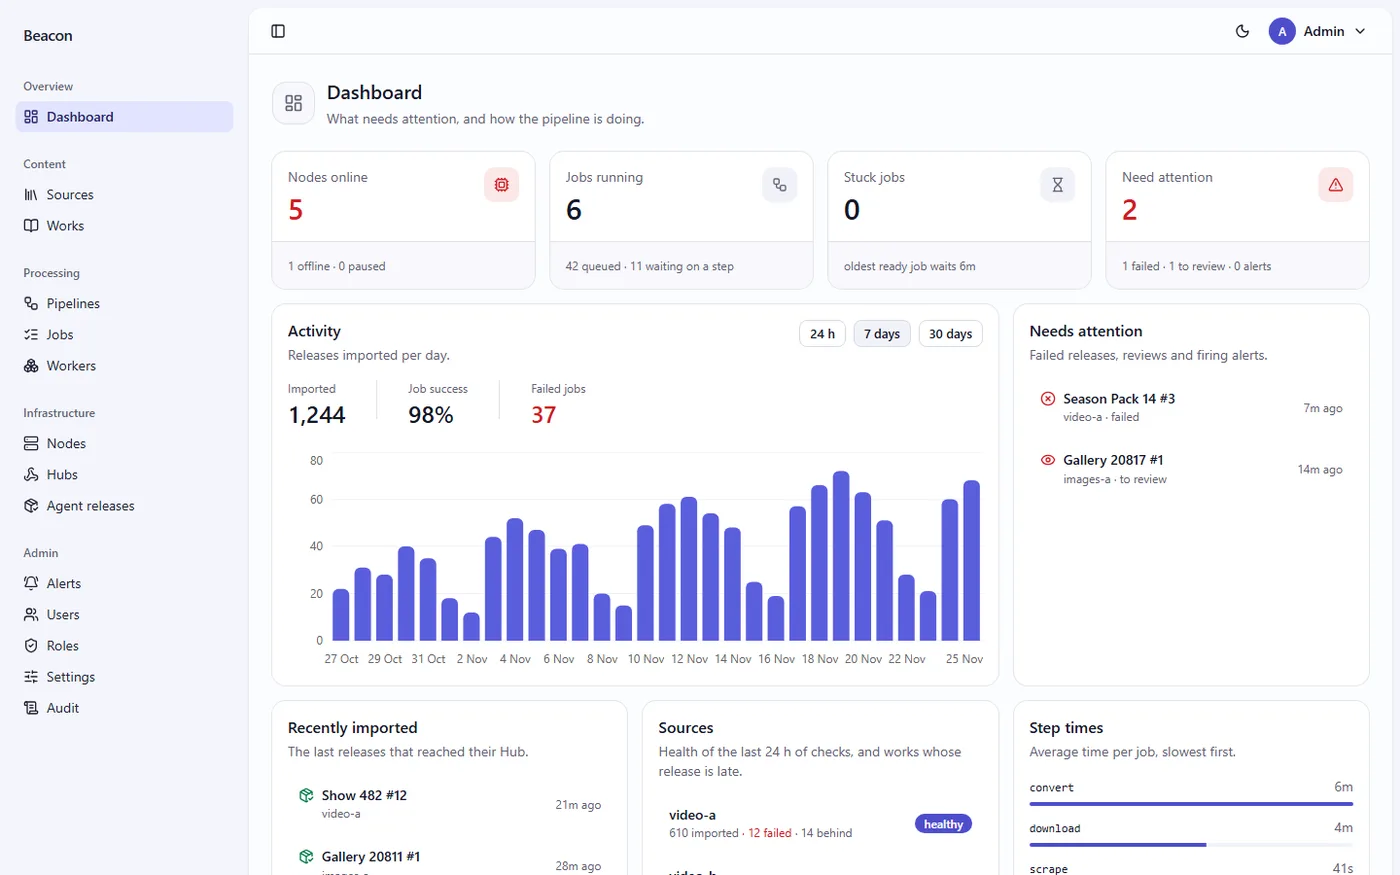 Beacon
Overview
Dashboard
Content
Sources
Works
Processing
Pipelines
Jobs
Workers
Infrastructure
Nodes
Hubs
Agent releases
Admin
Alerts
Users
Roles
Settings
Audit
A Admin
Dashboard
What needs attention, and how the pipeline is doing.
Nodes online
5
1 offline · 0 paused
Jobs running
6
42 queued · 11 waiting on a step
Stuck jobs
0
oldest ready job waits 6m
Need attention
2
1 failed · 1 to review · 0 alerts
Activity
Releases imported per day.
24 h 7 days 30 days
Imported
1,244
Job success
98%
Failed jobs
37
80
60
40
20
0
27 Oct 29 Oct 31 Oct 2 Nov 4 Nov 6 Nov 8 Nov 10 Nov 12 Nov 14 Nov 16 Nov 18 Nov 20 Nov 22 Nov 25 Nov
Needs attention
Failed releases, reviews and firing alerts.
Season Pack 14 #3
video-a · failed
7m ago
Gallery 20817 #1
images-a · to review
14m ago
Recently imported
The last releases that reached their Hub.
Show 482 #12
video-a
21m ago
Gallery 20811 #1
28m ago
Sources
Health of the last 24 h of checks, and works whose
release is late.
video-a
610 imported · 12 failed · 14 behind
healthy
Step times
Average time per job, slowest first.
convert 6m
download 4m
scrape 41s